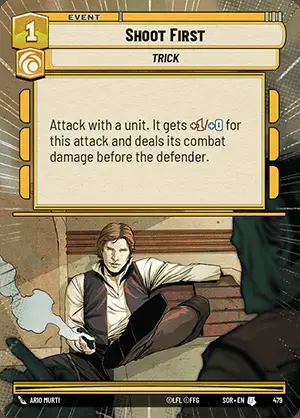 EVENT
1
SHOOT FIRST
TRICK
Attack with a unit. It gets +1/+0 for
this attack and deals its combat
damage before the defender.
ARIO MURTI
©LFL ©FFG
SOR • EN
479